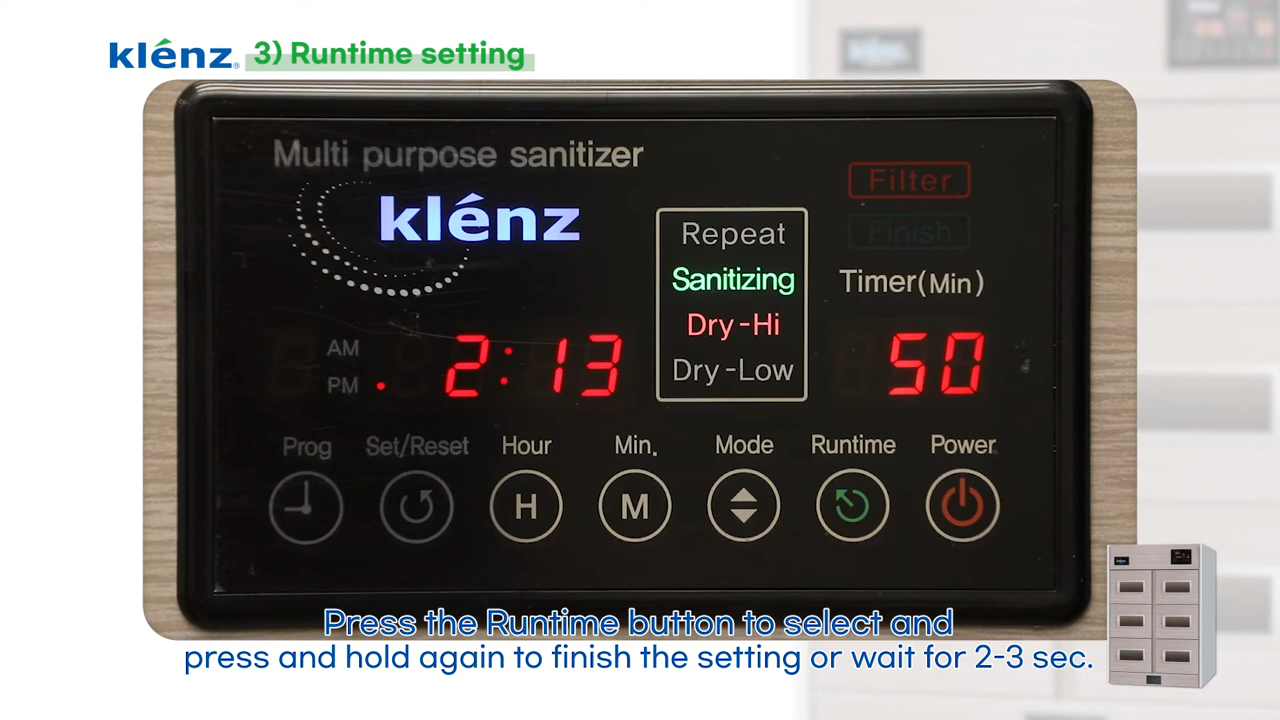 klénz® 3) Runtime setting
Multi purpose sanitizer
klénz
Filter
Finish
Repeat
Sanitizing
Dry-Hi
Dry-Low
Timer(Min)
AM
PM
2:13
50
Prog Set/Reset Hour Min. Mode Runtime Power
H M
Press the Runtime button to select and
press and hold again to finish the setting or wait for 2-3 sec.